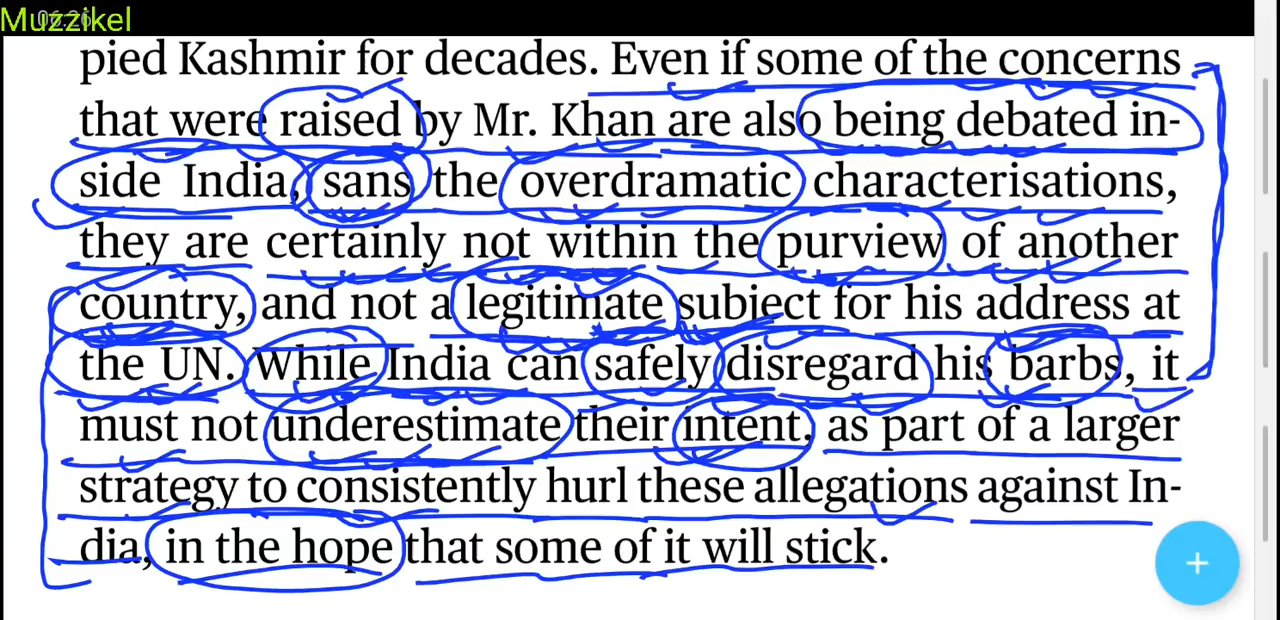 Muzzikel
06:26
pied Kashmir for decades. Even if some of the concerns
that were raised by Mr. Khan are also being debated in-
side India, sans the overdramatic characterisations,
they are certainly not within the purview of another
country, and not a legitimate subject for his address at
the UN. While India can safely disregard his barbs, it
must not underestimate their intent, as part of a larger
strategy to consistently hurl these allegations against In-
dia, in the hope that some of it will stick.